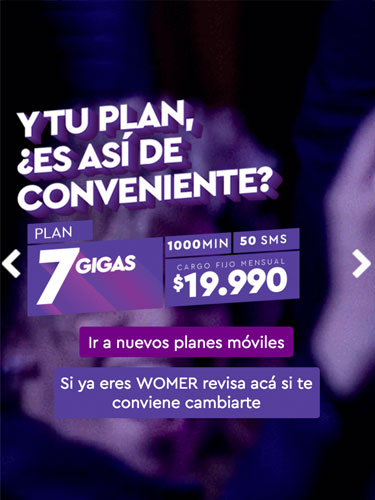 Y TU PLAN,
¿ES ASÍ DE
CONVENIENTE?
PLAN
7 GIGAS
1000MIN
50 SMS
CARGO FIJO MENSUAL
$19.990
Ir a nuevos planes móviles
Si ya eres WOMER revisa acá si te
conviene cambiarte